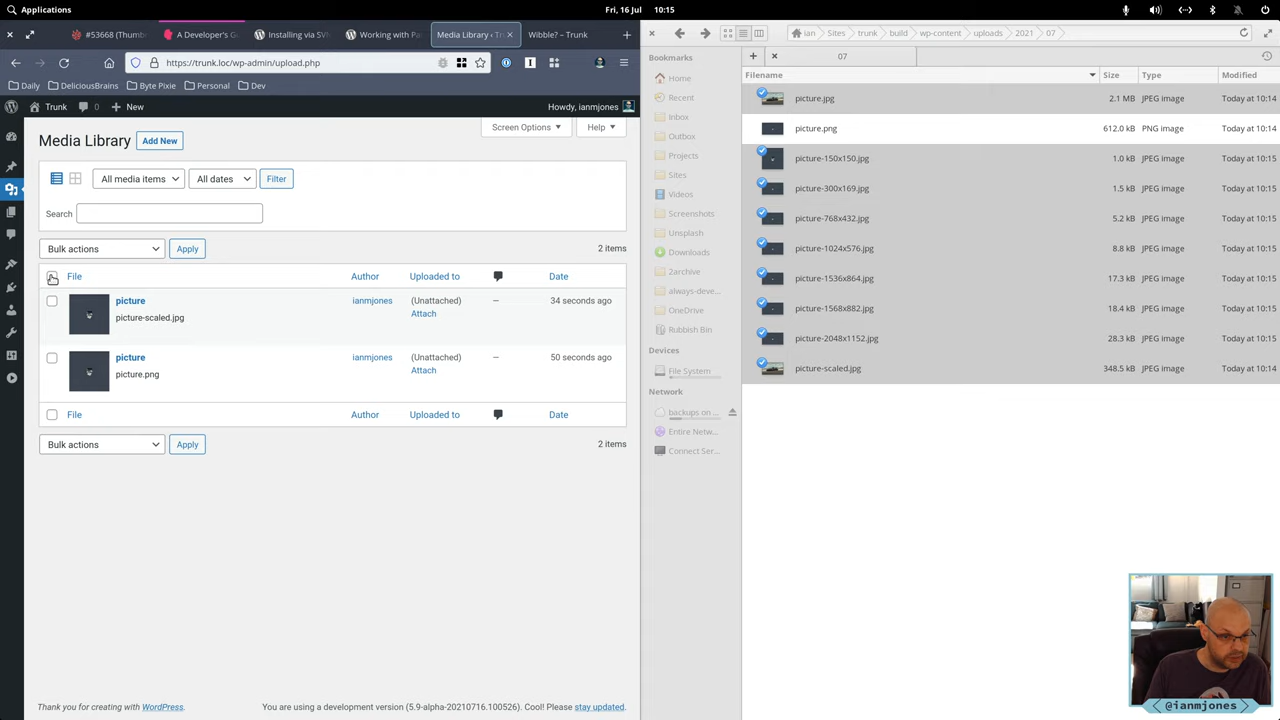 Applications
Fri, 16 Jul
10:15
#53668 (Thumb
A Developer's G
Installing via SV
Working with Pa
Media Library ‹ T
Wibble? – Trunk
https://trunk.loc/wp-admin/upload.php
Daily
DeliciousBrains
Byte Pixie
Personal
Dev
Trunk
0
New
Howdy, ianmjones
Media Library
Add New
Screen Options
Help
All media items
All dates
Filter
Search
Bulk actions
Apply
2 items
File
Author
Uploaded to
Date
picture
picture-scaled.jpg
ianmjones
(Unattached)
Attach
—
34 seconds ago
picture
picture.png
ianmjones
(Unattached)
Attach
—
50 seconds ago
File
Author
Uploaded to
Date
Bulk actions
Apply
2 items
Thank you for creating with WordPress.
You are using a development version (5.9-alpha-20210716.100526). Cool! Please stay updated.
ian
Sites
trunk
build
wp-content
uploads
2021
07
Bookmarks
Home
Recent
Inbox
Outbox
Projects
Sites
Videos
Screenshots
Unsplash
Downloads
2archive
always-deve...
OneDrive
Rubbish Bin
Devices
File System
Network
backups on ...
Entire Netw...
Connect Ser...
07
Filename
Size
Type
Modified
picture.jpg 2.1 MB JPEG image Today at 10:14
picture.png 612.0 kB PNG image Today at 10:14
picture-150x150.jpg 1.0 kB JPEG image Today at 10:15
picture-300x169.jpg 1.5 kB JPEG image Today at 10:15
picture-768x432.jpg 5.2 kB JPEG image Today at 10:15
picture-1024x576.jpg 8.8 kB JPEG image Today at 10:15
picture-1536x864.jpg 17.3 kB JPEG image Today at 10:15
picture-1568x882.jpg 18.4 kB JPEG image Today at 10:15
picture-2048x1152.jpg 28.3 kB JPEG image Today at 10:15
picture-scaled.jpg 348.5 kB JPEG image Today at 10:14
< @ianmjones >